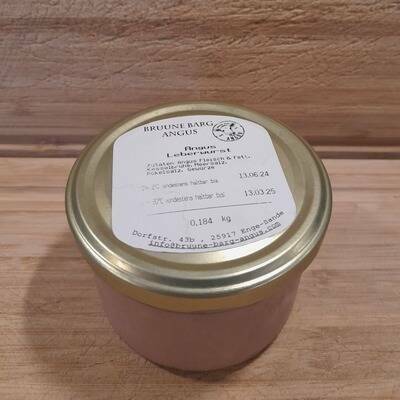 BRUUNE BARG
ANGUS
Angus
Leberwurst
Zutaten: Angus Fleisch & Fett,
Kesselbrühe, Meersalz,
Pökelsalz, Gewürze
mindestens haltbar bis 13.06.24
mindestens haltbar bis 13.03.25
0,184 kg
Dorfstr. 43b , 25917 Enge-Sande
info@bruune-barg-angus.com